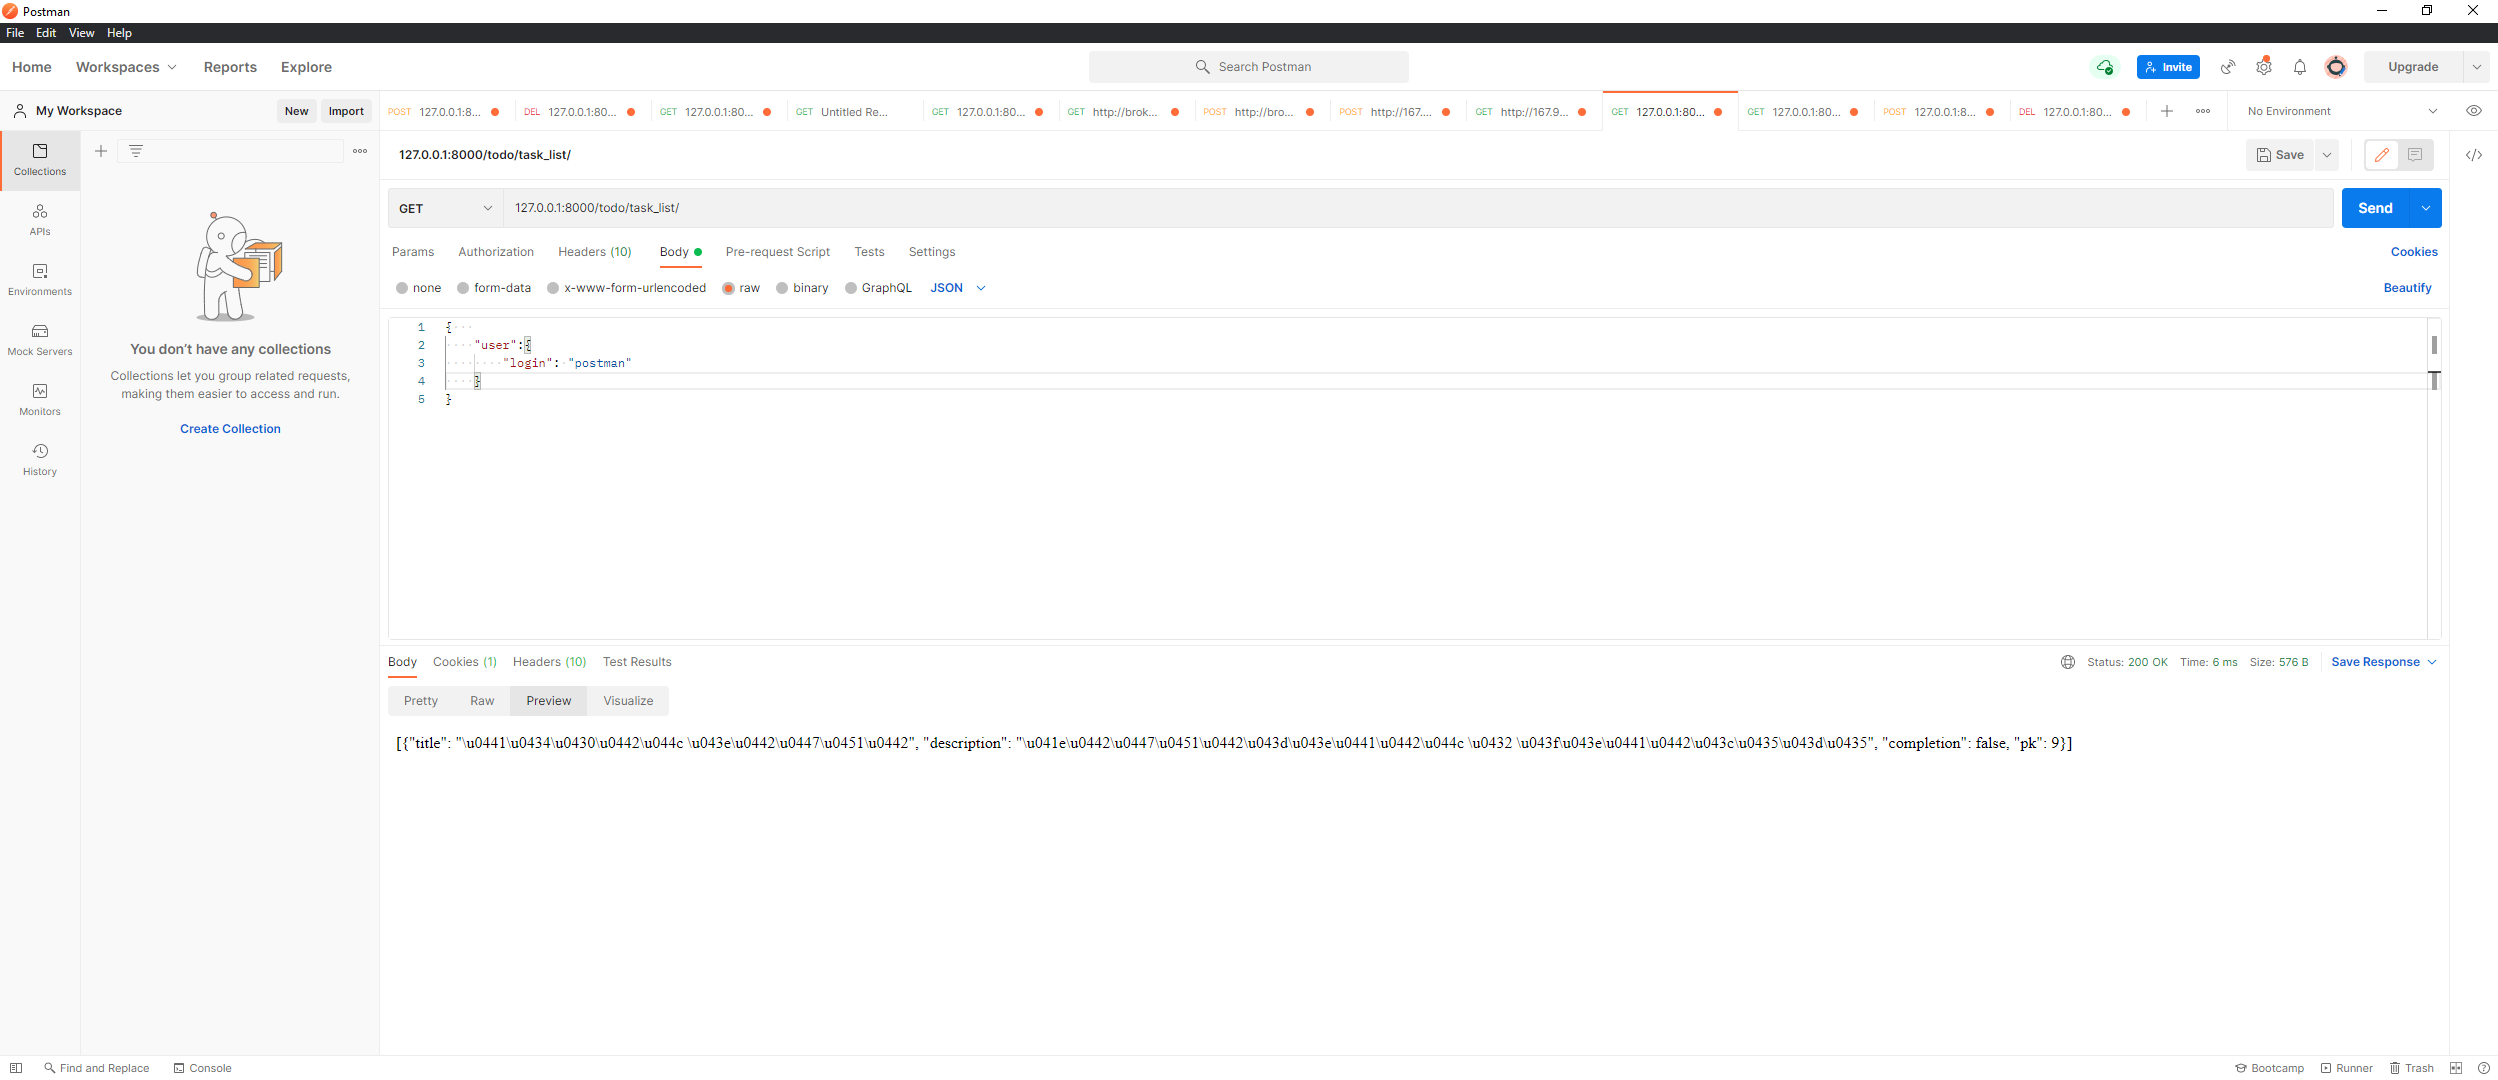 Postman
File Edit View Help
Home Workspaces Reports Explore
Search Postman
Invite
Upgrade
My Workspace
New Import
POST 127.0.0.1:8... DEL 127.0.0.1:80... GET 127.0.0.1:80... GET Untitled Re... GET 127.0.0.1:80... GET http://brok... POST http://bro... POST http://167.... GET http://167.9... GET 127.0.0.1:80... GET 127.0.0.1:80... POST 127.0.0.1:8... DEL 127.0.0.1:80...
No Environment
Collections
APIs
Environments
Mock Servers
Monitors
History
You don't have any collections
Collections let you group related requests,
making them easier to access and run.
Create Collection
127.0.0.1:8000/todo/task_list/
Save
GET 127.0.0.1:8000/todo/task_list/
Send
Params Authorization Headers (10) Body Pre-request Script Tests Settings
Cookies
none form-data x-www-form-urlencoded raw binary GraphQL JSON
Beautify
1 {
2 "user":{
3 "login": "postman"
4 }
5 }
Body Cookies (1) Headers (10) Test Results
Status: 200 OK Time: 6 ms Size: 576 B Save Response
Pretty Raw Preview Visualize
[{"title": "\u0441\u0434\u0430\u0442\u044c \u043e\u0442\u0447\u0451\u0442", "description": "\u041e\u0442\u0447\u0451\u0442\u043d\u043e\u0441\u0442\u044c \u0432 \u043f\u043e\u0441\u0442\u043c\u0435\u043d\u0435", "completion": false, "pk": 9}]
Find and Replace Console
Bootcamp Runner Trash